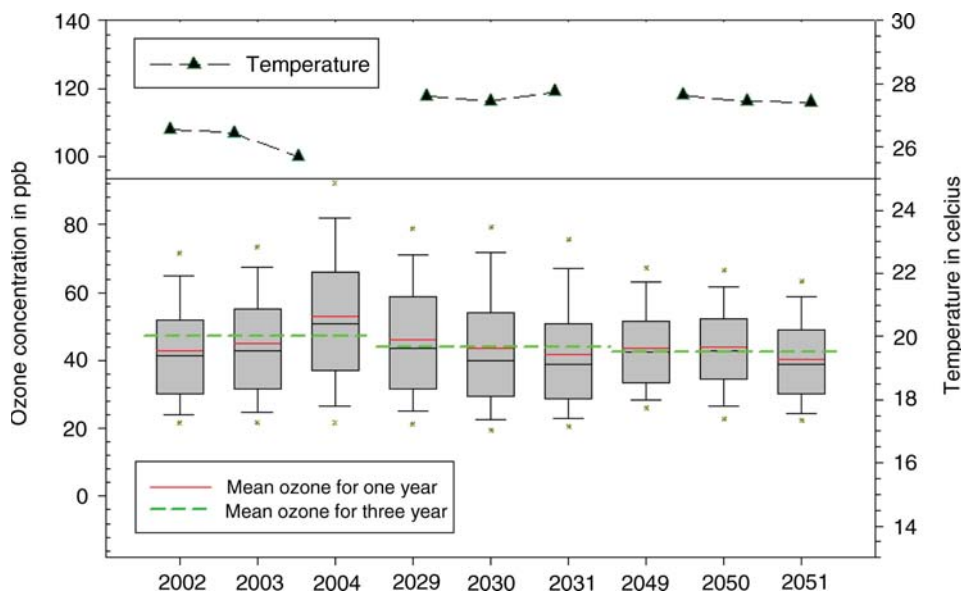 Ozone concentration in ppb
140
120
100
80
60
40
20
0
Temperature
30
28
26
24
22
20
18
16
14
Temperature in celcius
Mean ozone for one year
Mean ozone for three year
2002 2003 2004 2029 2030 2031 2049 2050 2051